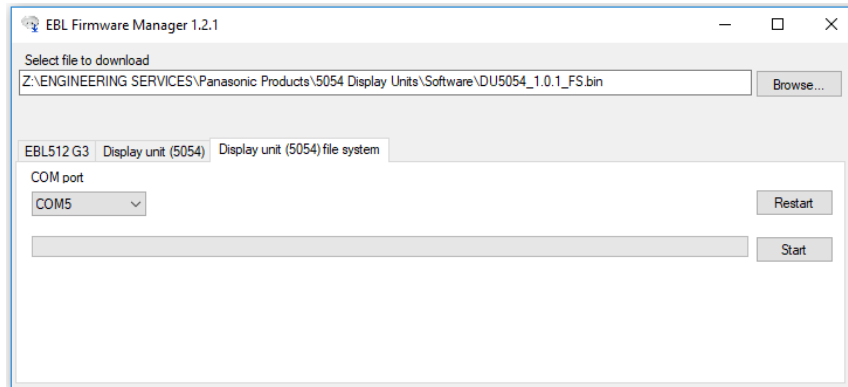 EBL Firmware Manager 1.2.1
Select file to download
Z:\ENGINEERING SERVICES\Panasonic Products\5054 Display Units\Software\DU5054_1.0.1_FS.bin
Browse...
EBL512 G3 Display unit (5054) Display unit (5054) file system
COM port
COM5
Restart
Start